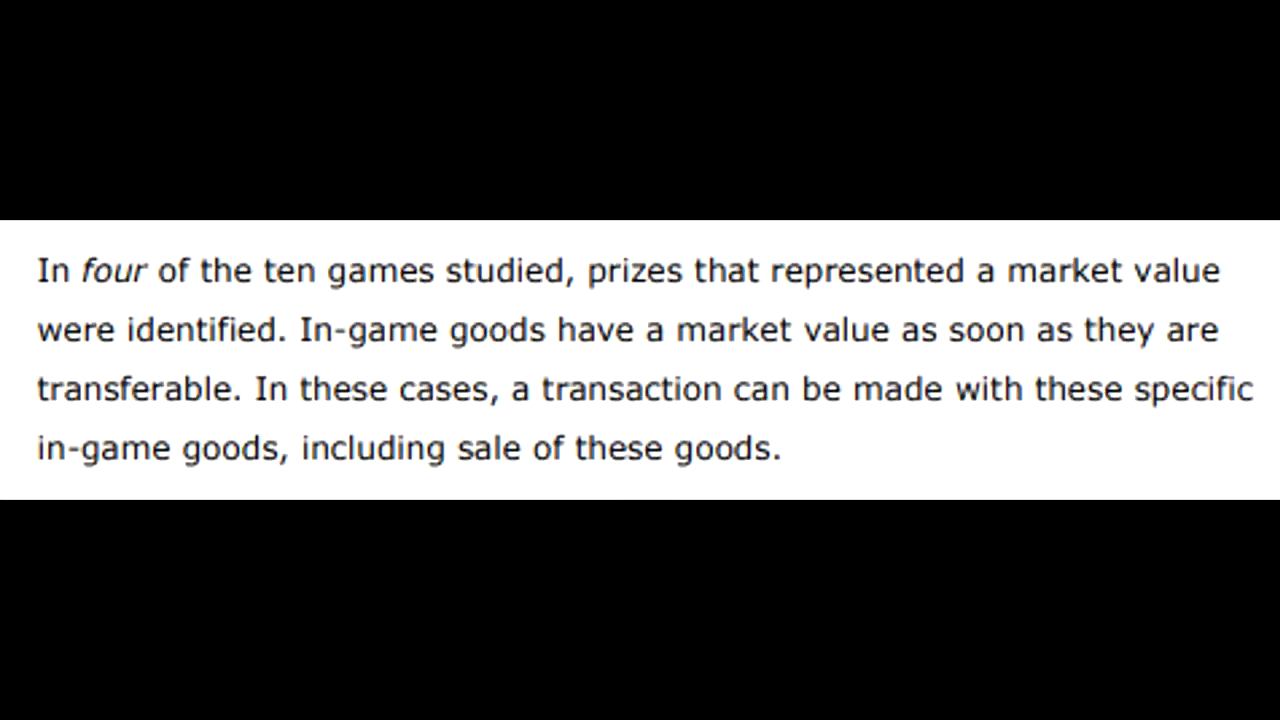 In four of the ten games studied, prizes that represented a market value
were identified. In-game goods have a market value as soon as they are
transferable. In these cases, a transaction can be made with these specific
in-game goods, including sale of these goods.